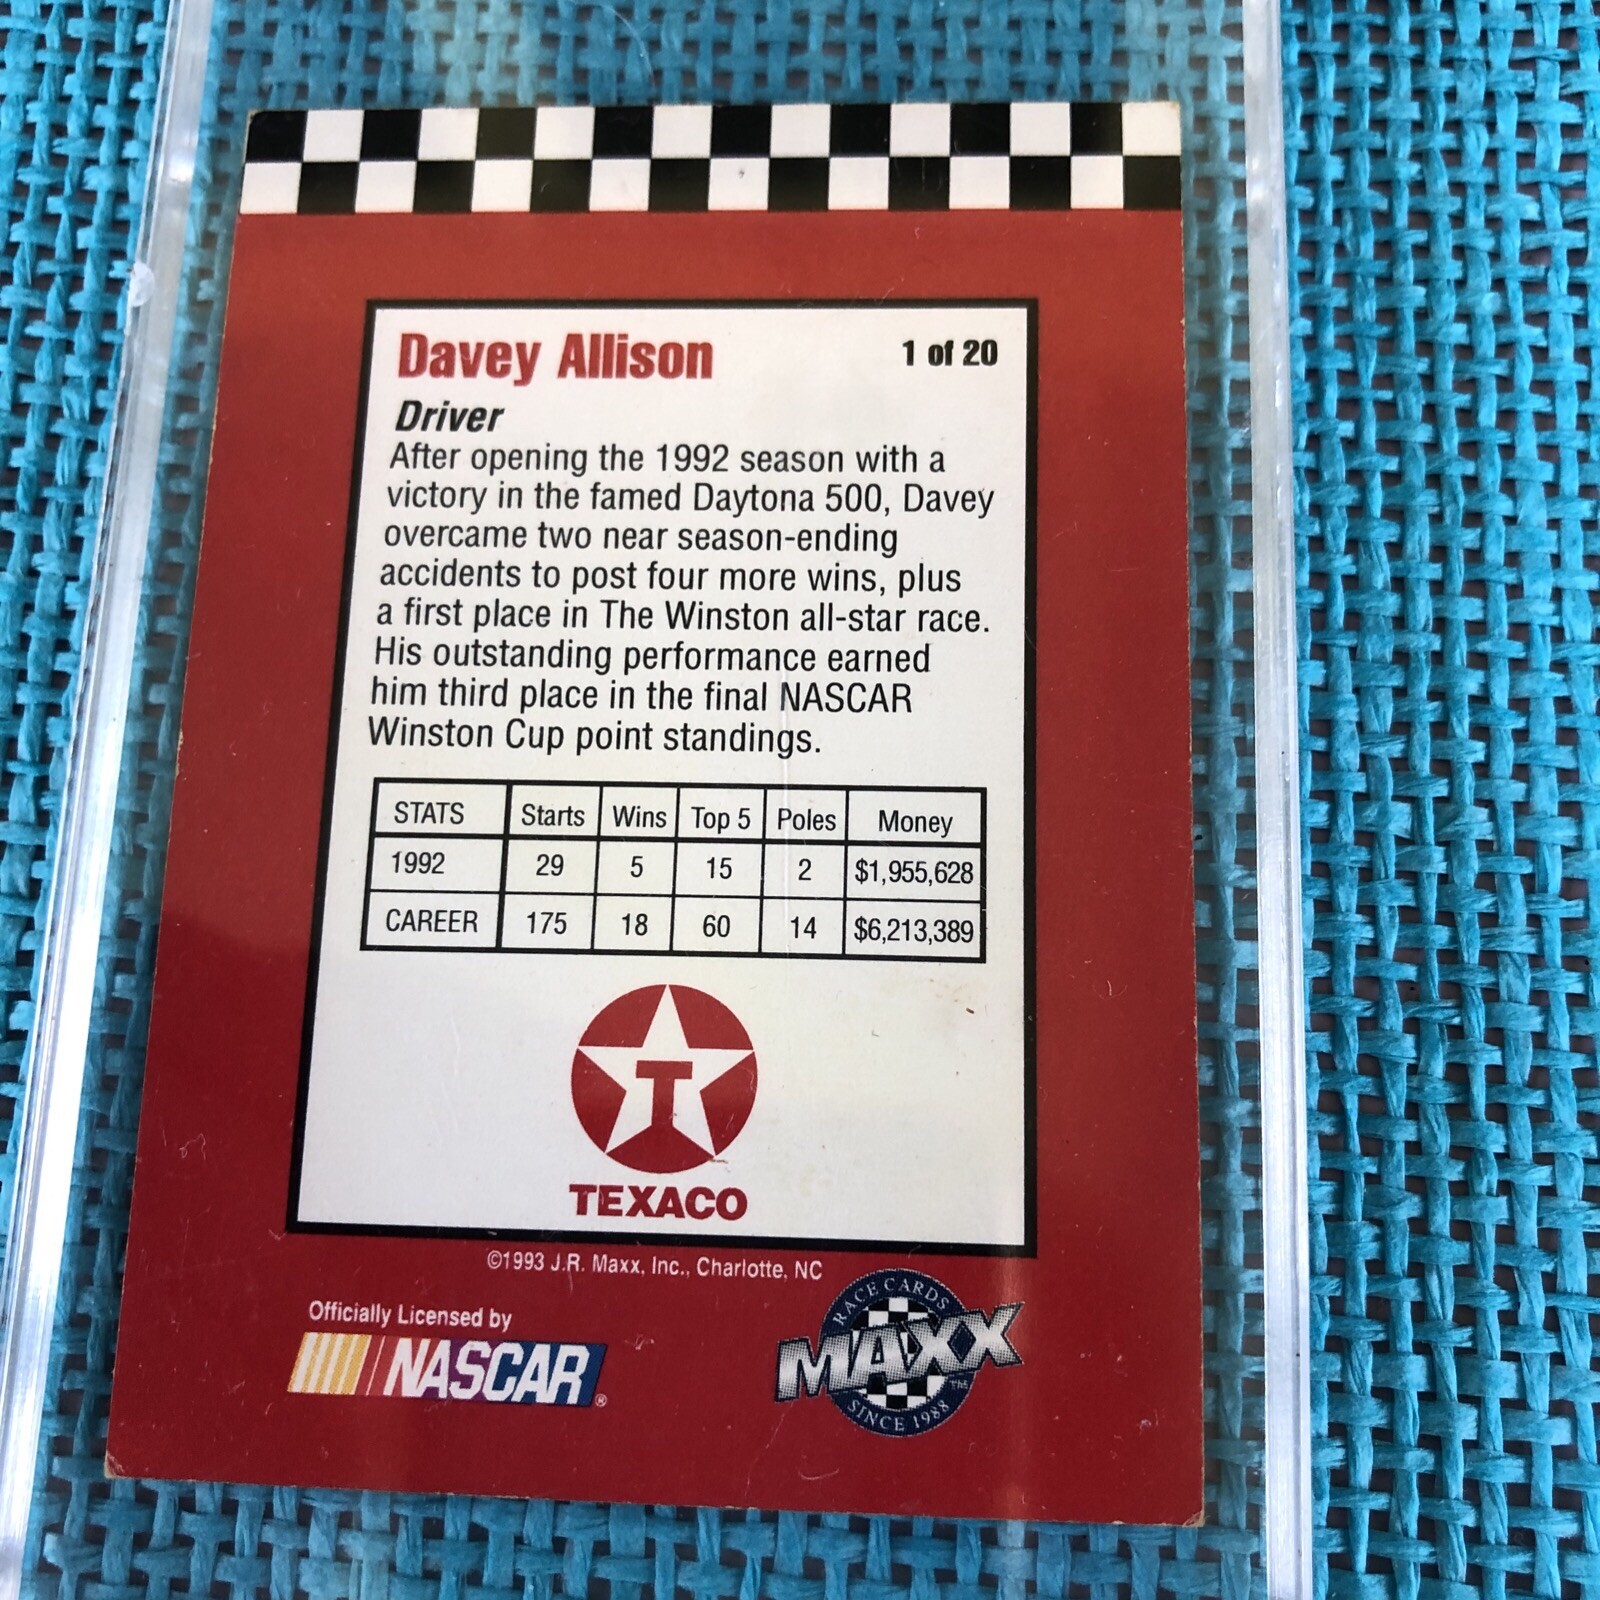 Davey Allison 1 of 20
Driver
After opening the 1992 season with a
victory in the famed Daytona 500, Davey
overcame two near season-ending
accidents to post four more wins, plus
a first place in The Winston all-star race.
His outstanding performance earned
him third place in the final NASCAR
Winston Cup point standings.
STATS Starts Wins Top 5 Poles Money
1992 29 5 15 2 $1,955,628
CAREER 175 18 60 14 $6,213,389
T
TEXACO
©1993 J.R. Maxx, Inc., Charlotte, NC
Officially Licensed by
NASCAR®
RACE CARDS
MAXX™
SINCE 1988